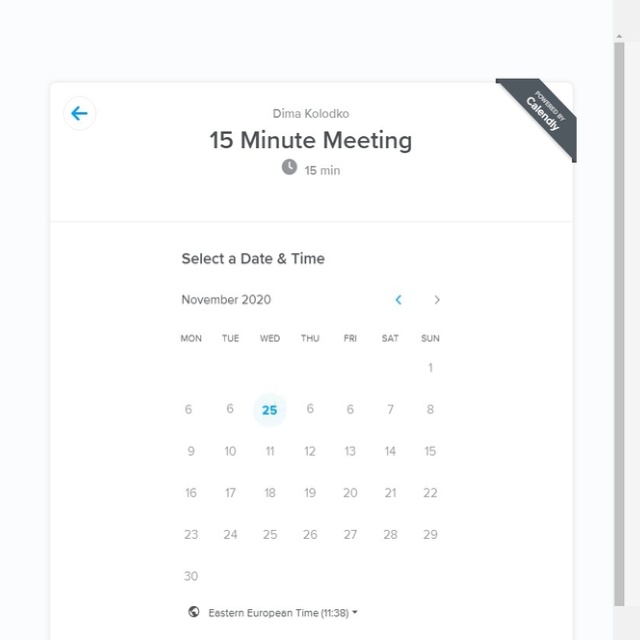 POWERED BY
Calendly
Dima Kolodko
15 Minute Meeting
15 min
Select a Date & Time
November 2020
MON TUE WED THU FRI SAT SUN
1
6 6 25 6 6 7 8
9 10 11 12 13 14 15
16 17 18 19 20 21 22
23 24 25 26 27 28 29
30
Eastern European Time (11:38)